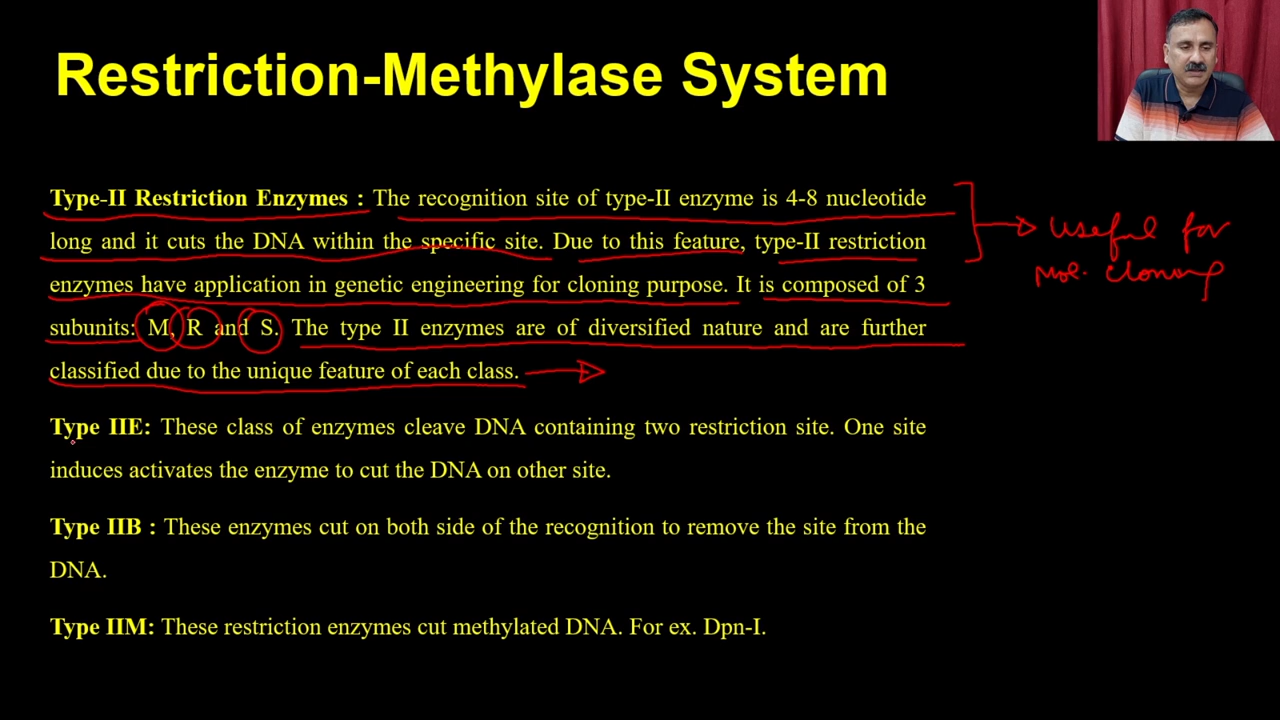 Restriction-Methylase System
Type-II Restriction Enzymes : The recognition site of type-II enzyme is 4-8 nucleotide
long and it cuts the DNA within the specific site. Due to this feature, type-II restriction
enzymes have application in genetic engineering for cloning purpose. It is composed of 3
subunits: M, R and S. The type II enzymes are of diversified nature and are further
classified due to the unique feature of each class.
useful for
Mol. cloning
Type IIE: These class of enzymes cleave DNA containing two restriction site. One site
induces activates the enzyme to cut the DNA on other site.
Type IIB : These enzymes cut on both side of the recognition to remove the site from the
DNA.
Type IIM: These restriction enzymes cut methylated DNA. For ex. Dpn-I.